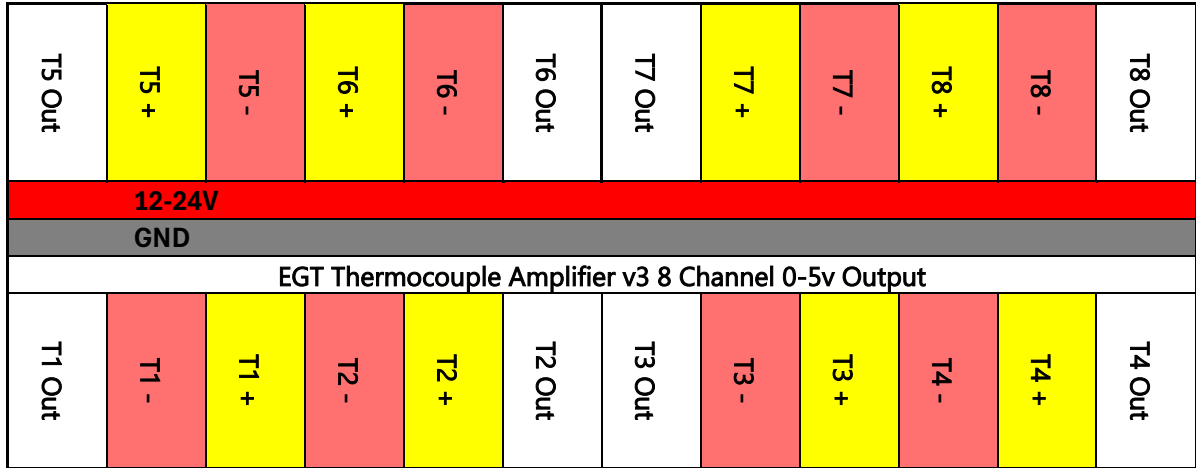 T5 Out
T5 +
T5 -
T6 +
T6 -
T6 Out
T7 Out
T7 +
T7 -
T8 +
T8 -
T8 Out
12-24V
GND
EGT Thermocouple Amplifier v3 8 Channel 0-5v Output
T1 Out
T1 -
T1 +
T2 -
T2 +
T2 Out
T3 Out
T3 -
T3 +
T4 -
T4 +
T4 Out